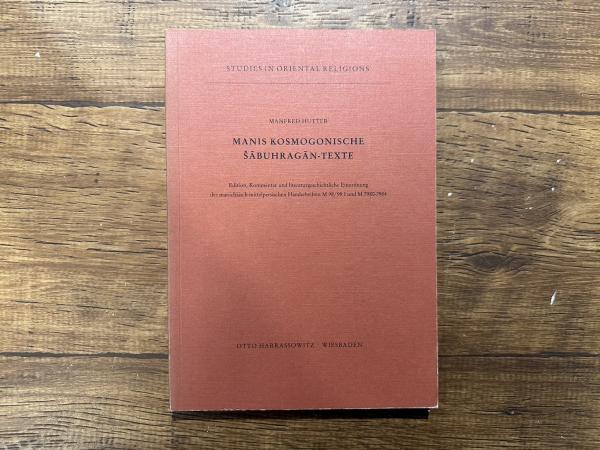 STUDIES IN ORIENTAL RELIGIONS
MANFRED HUTTER
MANIS KOSMOGONISCHE
ŠĀBUHRAGĀN-TEXTE
Edition, Kommentar und literaturgeschichtliche Einordnung
der manichäisch-mittelpersischen Handschriften M 98/99 I und M 7980-7984
OTTO HARRASSOWITZ · WIESBADEN